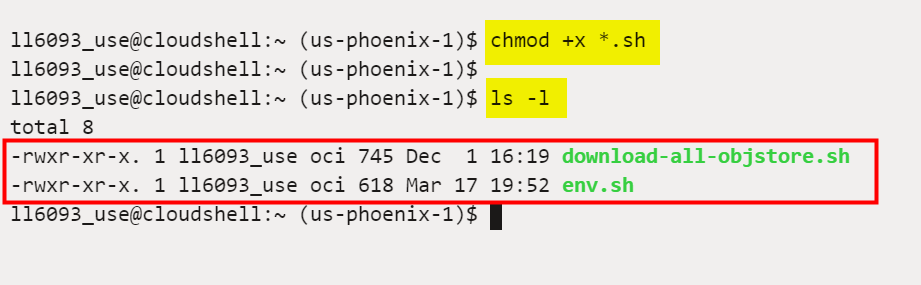 ll6093_use@cloudshell:~ (us-phoenix-1)$ chmod +x *.sh
ll6093_use@cloudshell:~ (us-phoenix-1)$
ll6093_use@cloudshell:~ (us-phoenix-1)$ ls -l
total 8
-rwxr-xr-x. 1 ll6093_use oci 745 Dec  1 16:19 download-all-objstore.sh
-rwxr-xr-x. 1 ll6093_use oci 618 Mar 17 19:52 env.sh
ll6093_use@cloudshell:~ (us-phoenix-1)$